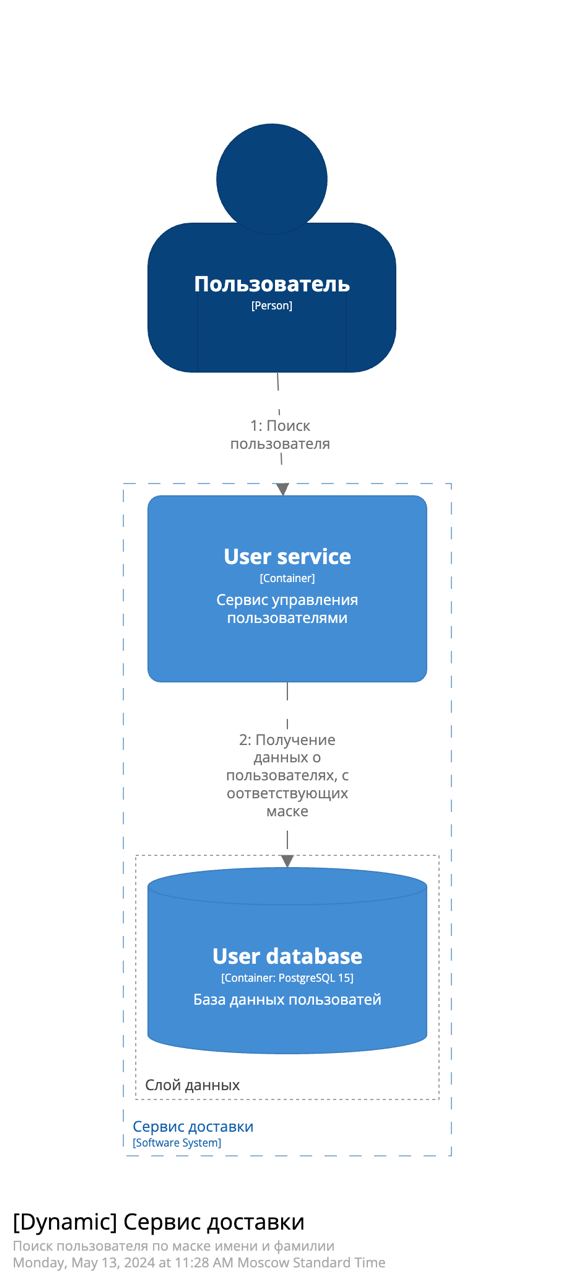 Пользователь
[Person]
1: Поиск
пользователя
User service
[Container]
Сервис управления
пользователями
2: Получение
данных о
пользователях, с
оответствующих
маске
User database
[Container: PostgreSQL 15]
База данных пользоватей
Слой данных
Сервис доставки
[Software System]
[Dynamic] Сервис доставки
Поиск пользователя по маске имени и фамилии
Monday, May 13, 2024 at 11:28 AM Moscow Standard Time